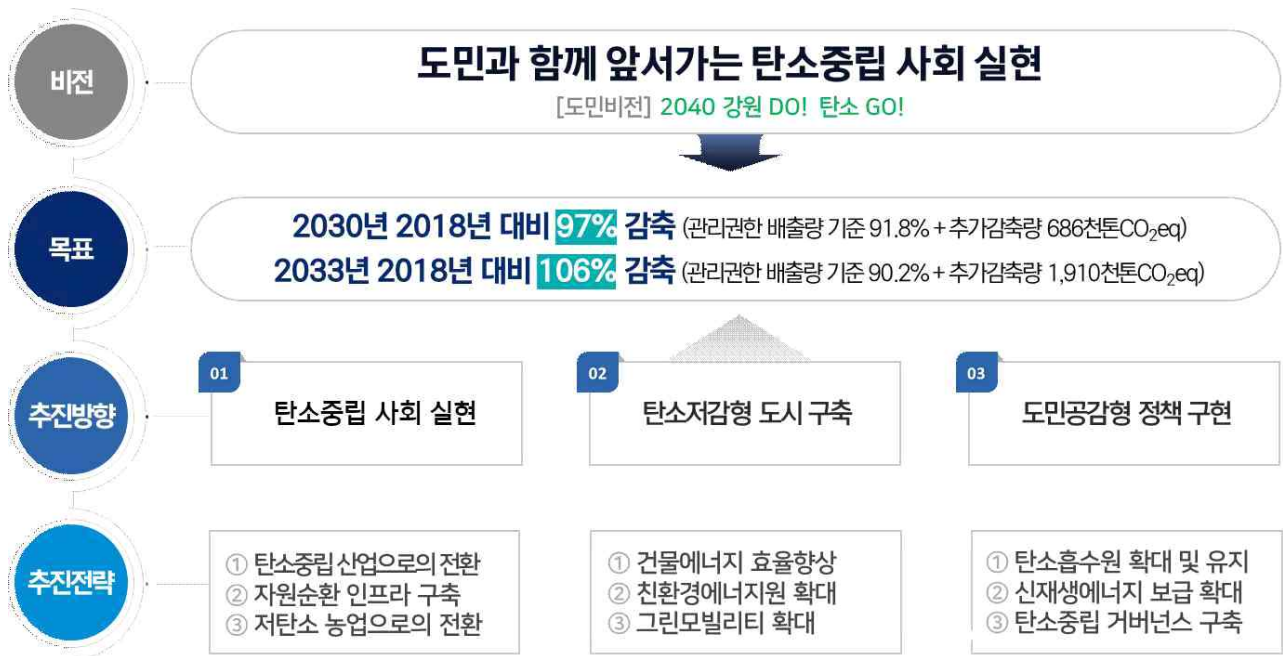 비전
도민과 함께 앞서가는 탄소중립 사회 실현
[도민비전] 2040 강원 DO! 탄소 GO!
목표
2030년 2018년 대비 97% 감축 (관리권한 배출량 기준 91.8% + 추가감축량 686천톤CO₂eq)
2033년 2018년 대비 106% 감축 (관리권한 배출량 기준 90.2% + 추가감축량 1,910천톤CO₂eq)
추진방향
01
탄소중립 사회 실현
02
탄소저감형 도시 구축
03
도민공감형 정책 구현
추진전략
① 탄소중립 산업으로의 전환
② 자원순환 인프라 구축
③ 저탄소 농업으로의 전환
① 건물에너지 효율향상
② 친환경에너지원 확대
③ 그린모빌리티 확대
① 탄소흡수원 확대 및 유지
② 신재생에너지 보급 확대
③ 탄소중립 거버넌스 구축